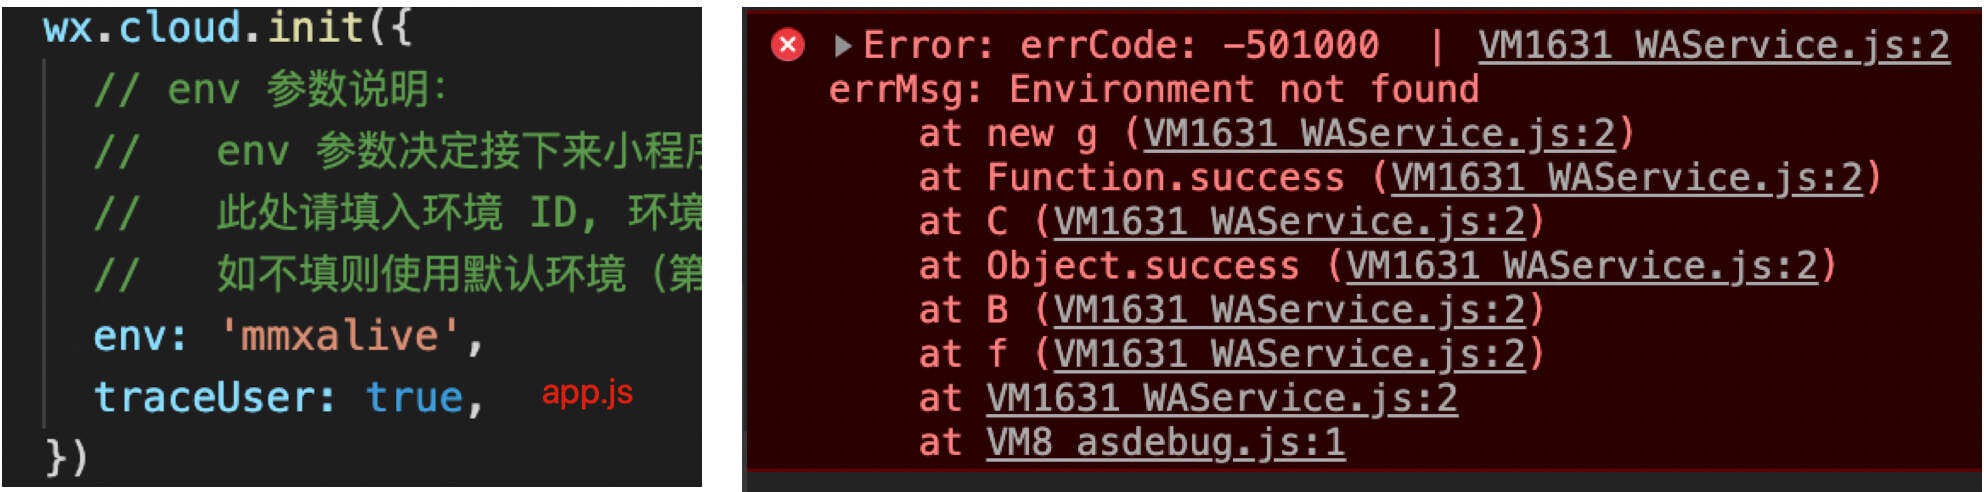 wx.cloud.init({
// env 参数说明：
// env 参数决定接下来小程序
// 此处请填入环境 ID, 环境
// 如不填则使用默认环境（第
env: 'mmxalive',
traceUser: true,
app.js
})
Error: errCode: -501000 | VM1631 WAService.js:2
errMsg: Environment not found
at new g (VM1631 WAService.js:2)
at Function.success (VM1631 WAService.js:2)
at C (VM1631 WAService.js:2)
at Object.success (VM1631 WAService.js:2)
at B (VM1631 WAService.js:2)
at f (VM1631 WAService.js:2)
at VM1631 WAService.js:2
at VM8 asdebug.js:1